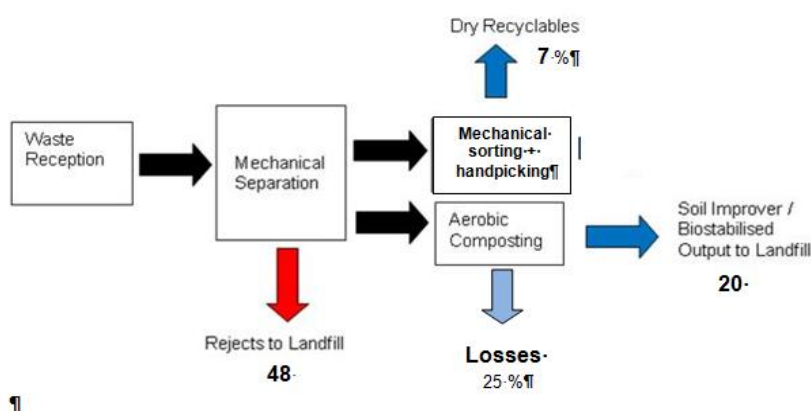 Dry Recyclables
7·%¶
Waste
Reception
Mechanical
Separation
Mechanical·
sorting·+·
handpicking¶
Aerobic
Composting
Soil Improver /
Biostabilised
Output to Landfill
20·
Rejects to Landfill
48·
Losses·
25·%¶
¶